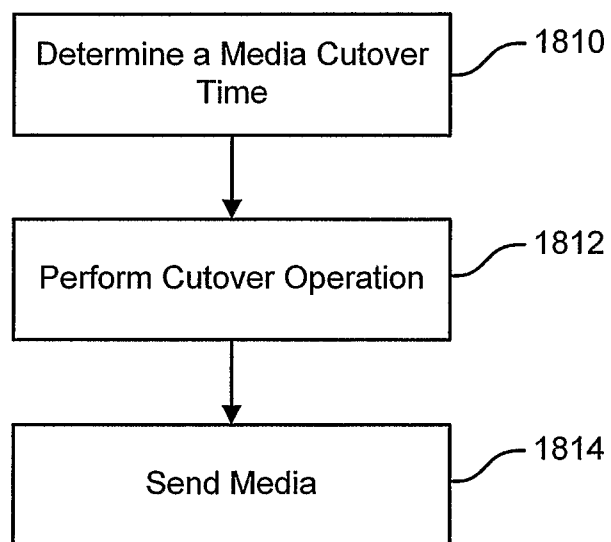 Determine a Media Cutover
Time
1810
Perform Cutover Operation
1812
Send Media
1814